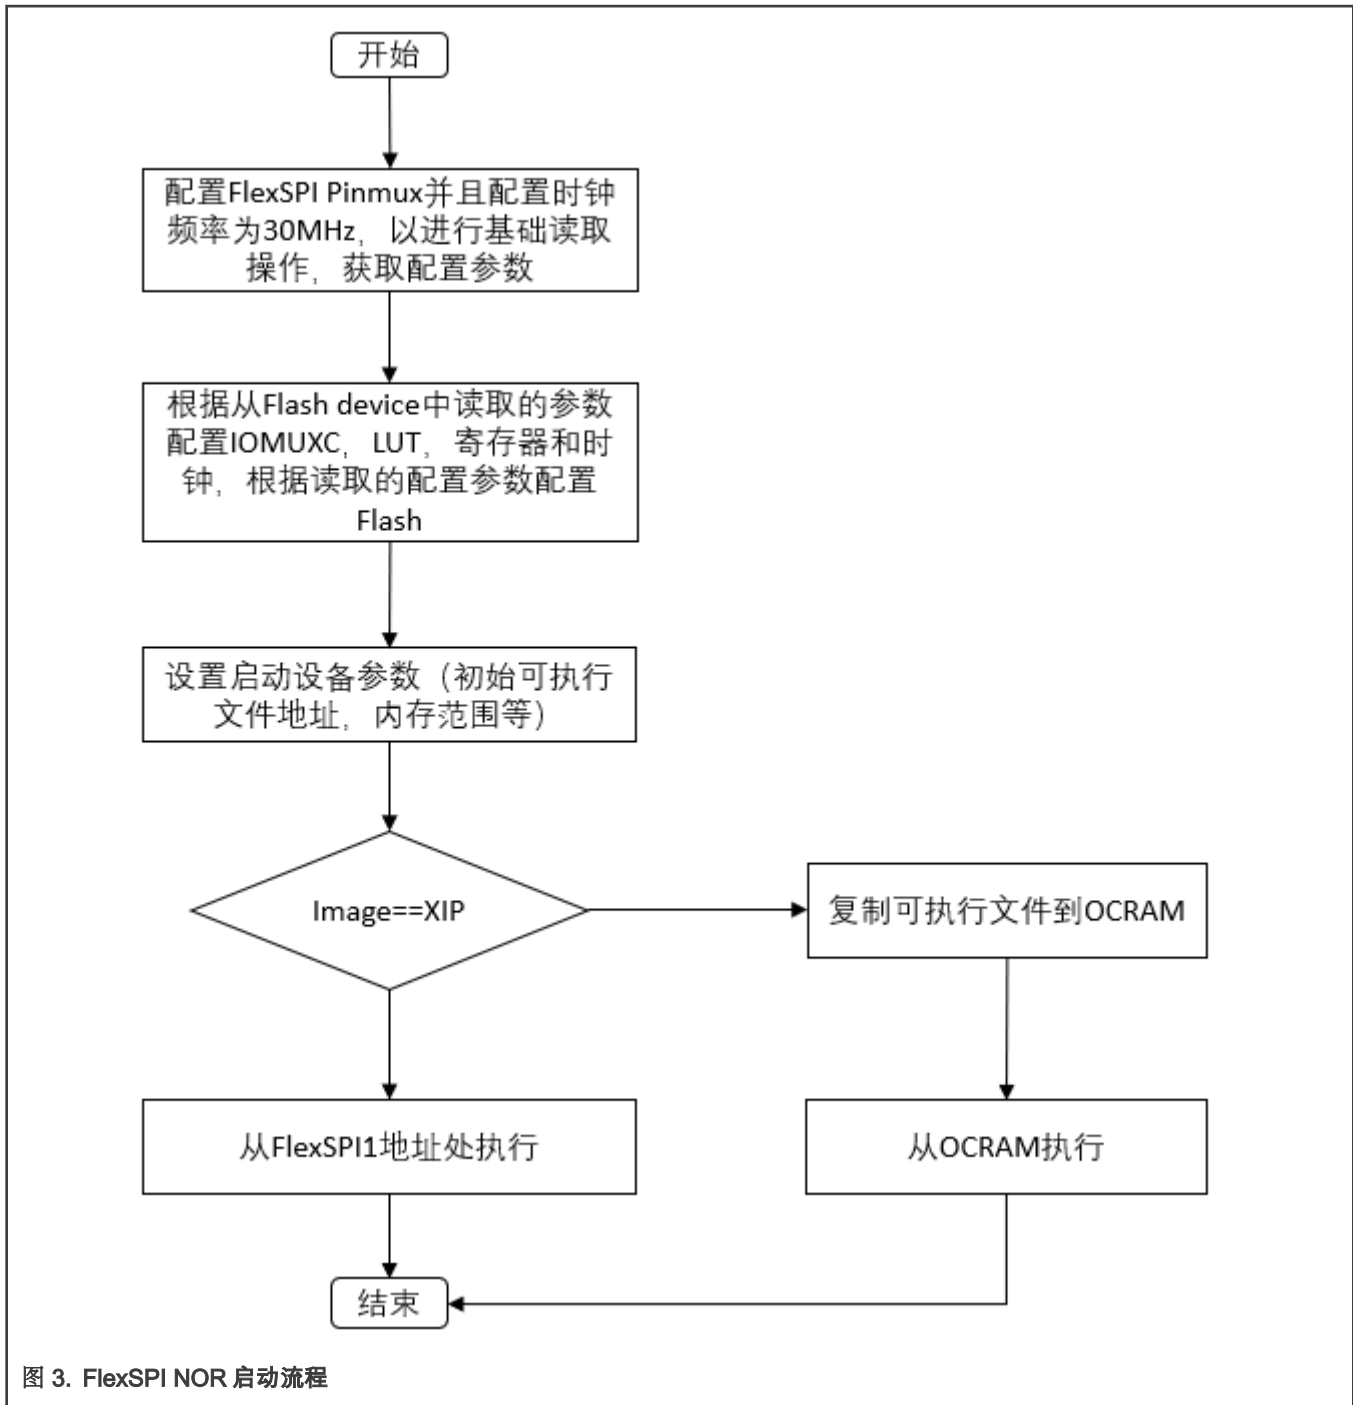 开始
配置FlexSPI Pinmux并且配置时钟
频率为30MHz，以进行基础读取
操作，获取配置参数
根据从Flash device中读取的参数
配置IOMUXC，LUT，寄存器和时
钟，根据读取的配置参数配置
Flash
设置启动设备参数（初始可执行
文件地址，内存范围等）
Image==XIP
复制可执行文件到OCRAM
从FlexSPI1地址处执行
从OCRAM执行
结束
图 3. FlexSPI NOR 启动流程